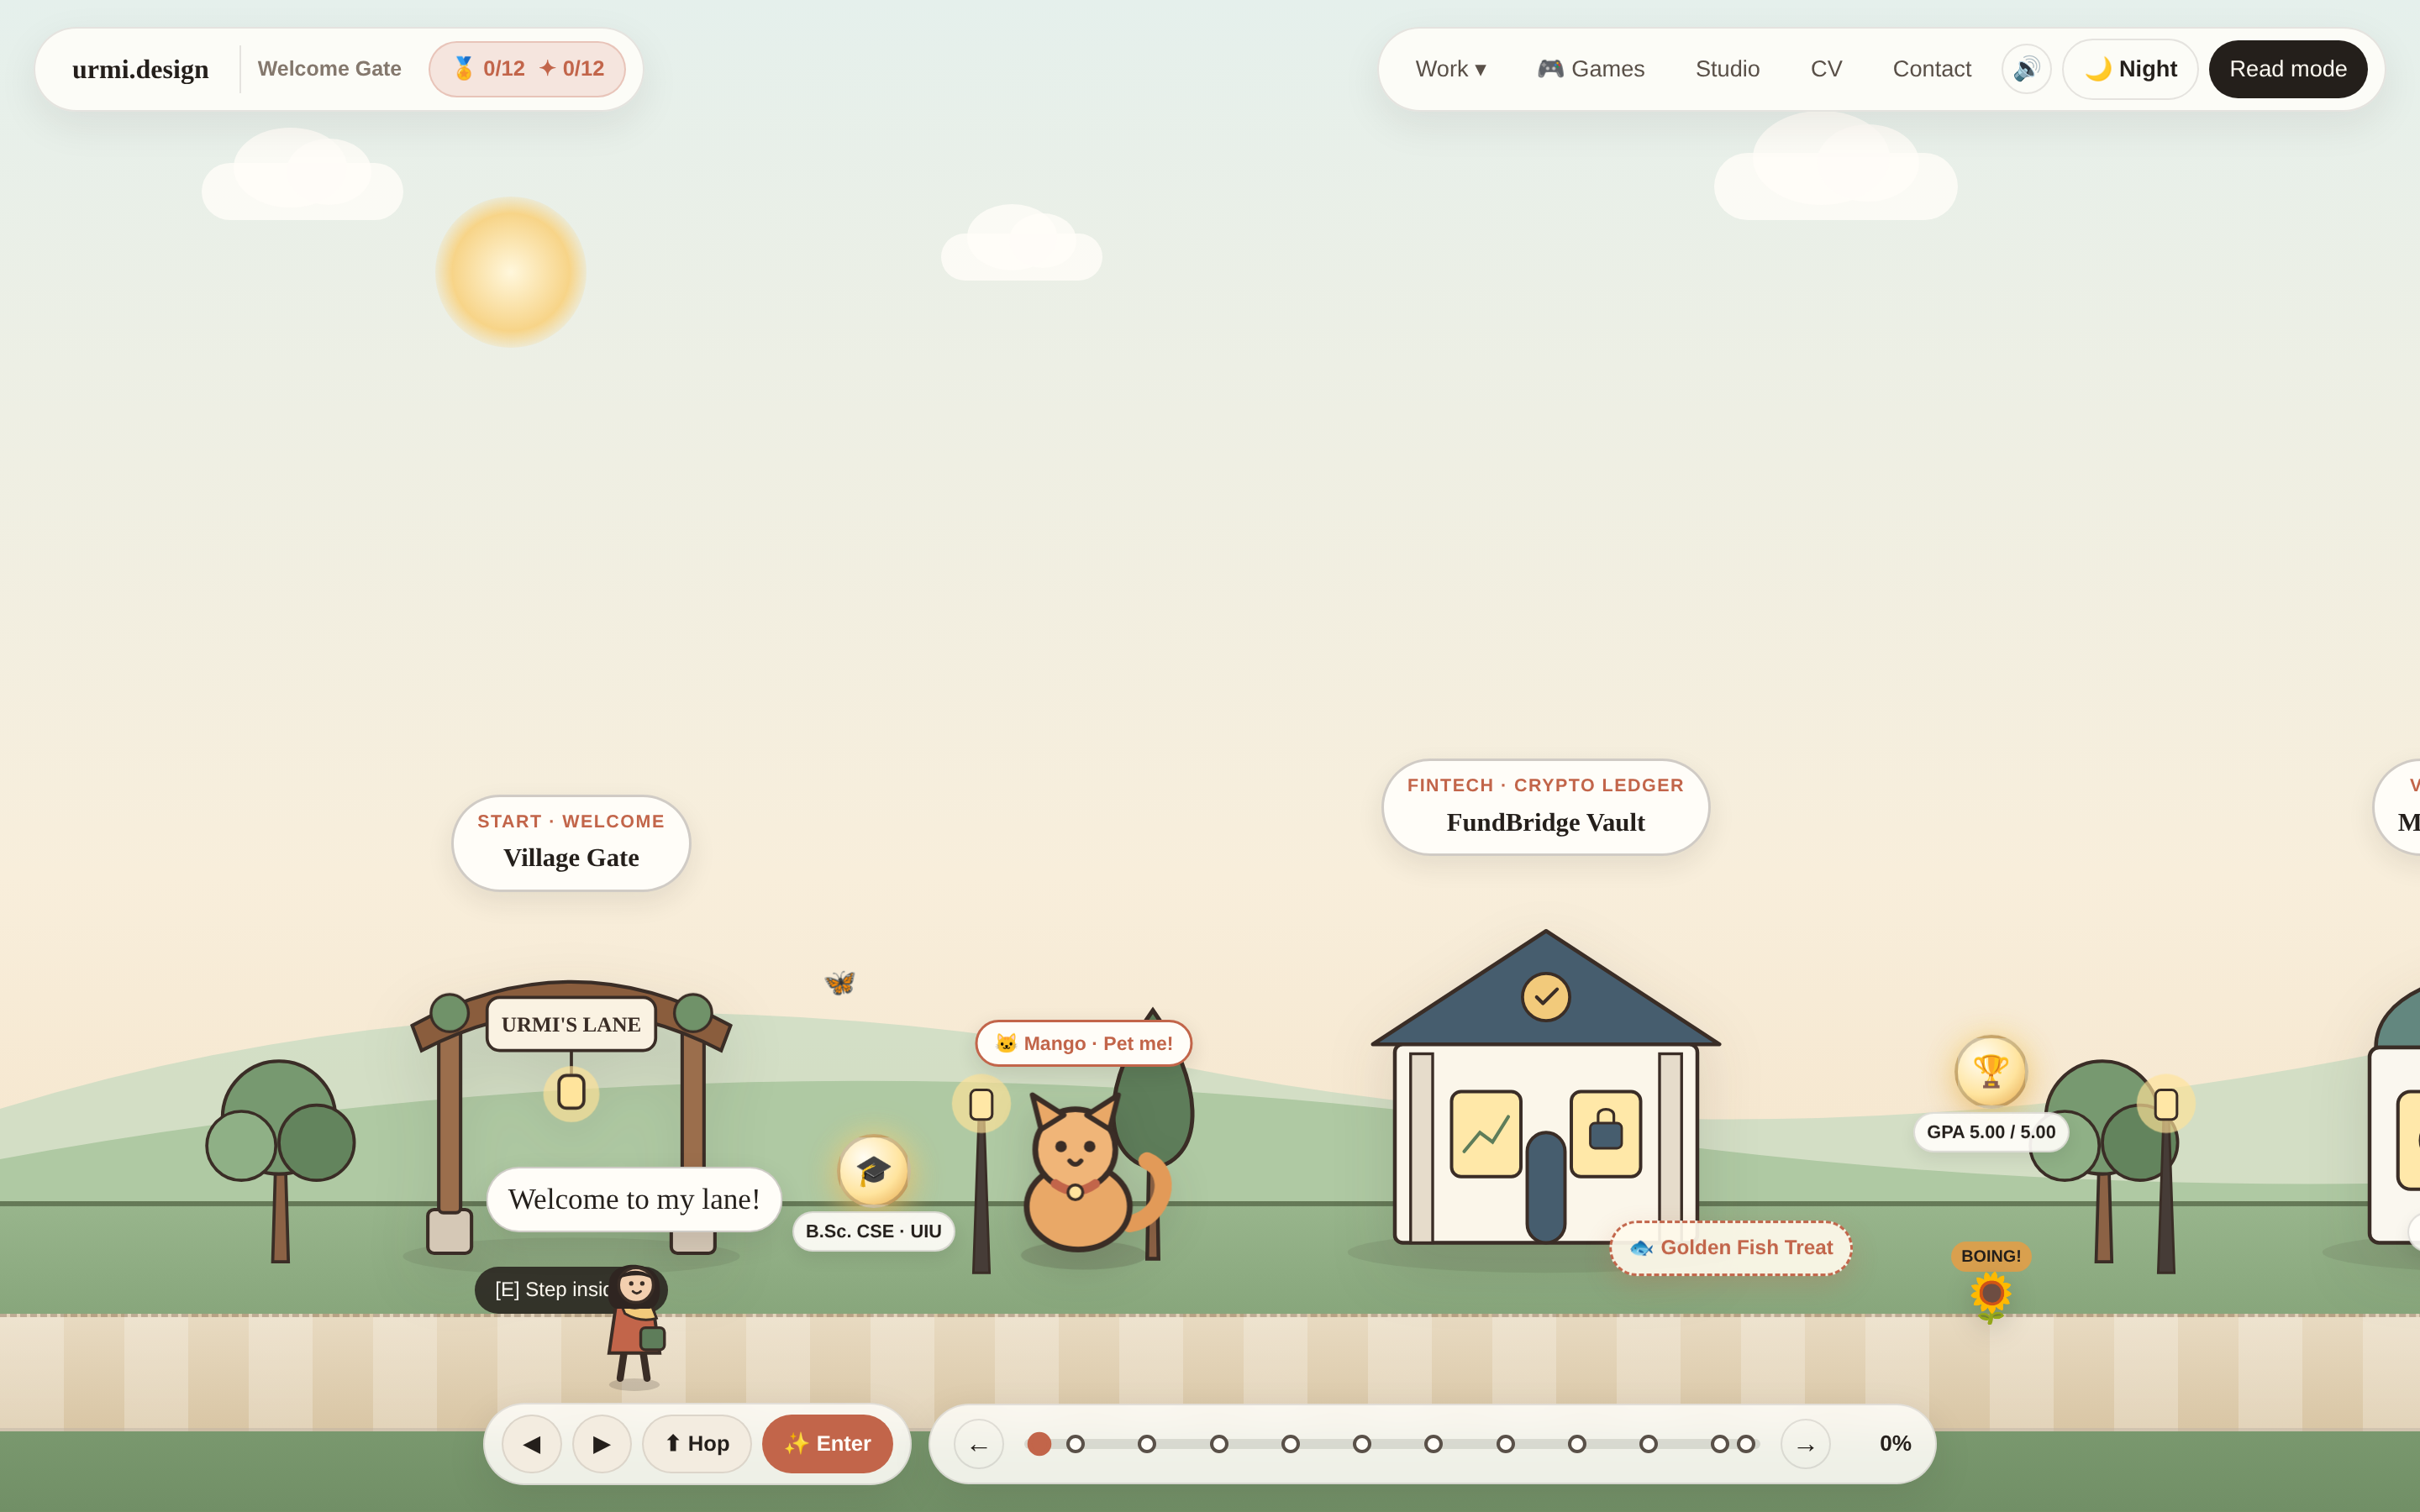 urmi.design
Welcome Gate
0/12 0/12
Work
Games
Studio
CV
Contact
Night
Read mode
START · WELCOME
Village Gate
FINTECH · CRYPTO LEDGER
FundBridge Vault
URMI'S LANE
Mango · Pet me!
Welcome to my lane!
B.Sc. CSE · UIU
GPA 5.00 / 5.00
Golden Fish Treat
BOING!
[E] Step
Hop
Enter
0%